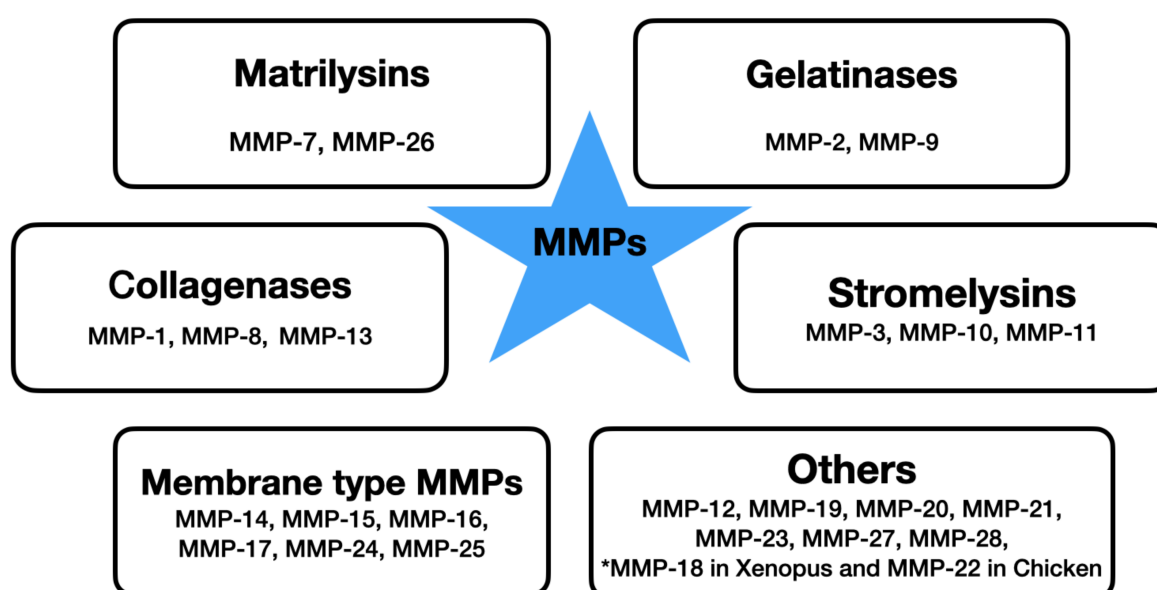 Matrilysins
MMP-7, MMP-26
Gelatinases
MMP-2, MMP-9
MMPs
Collagenases
MMP-1, MMP-8, MMP-13
Stromelysins
MMP-3, MMP-10, MMP-11
Membrane type MMPs
MMP-14, MMP-15, MMP-16,
MMP-17, MMP-24, MMP-25
Others
MMP-12, MMP-19, MMP-20, MMP-21,
MMP-23, MMP-27, MMP-28,
*MMP-18 in Xenopus and MMP-22 in Chicken